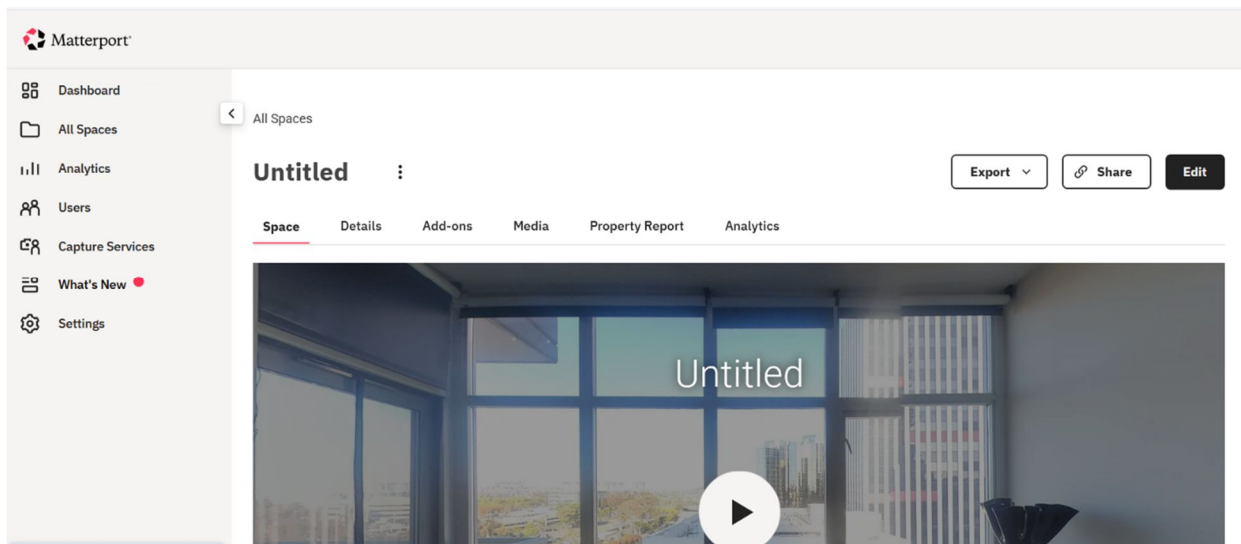 Matterport®
Dashboard
All Spaces
Analytics
Users
Capture Services
What's New
Settings
All Spaces
Untitled
Export
Share
Edit
Space Details Add-ons Media Property Report Analytics
Untitled